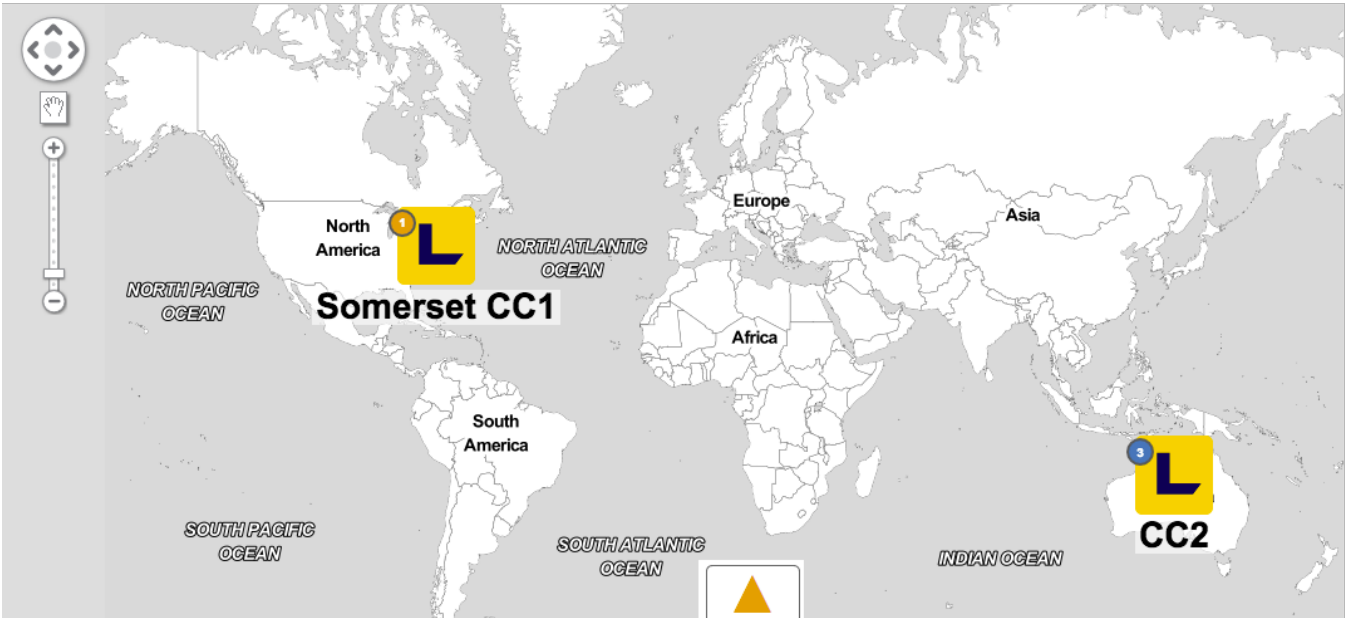 Europe
Asia
North
America
1
L
NORTH ATLANTIC
OCEAN
NORTH PACIFIC
OCEAN
Somerset CC1
Africa
South
America
3
L
CC2
SOUTH PACIFIC
OCEAN
SOUTH ATLANTIC
OCEAN
INDIAN OCEAN